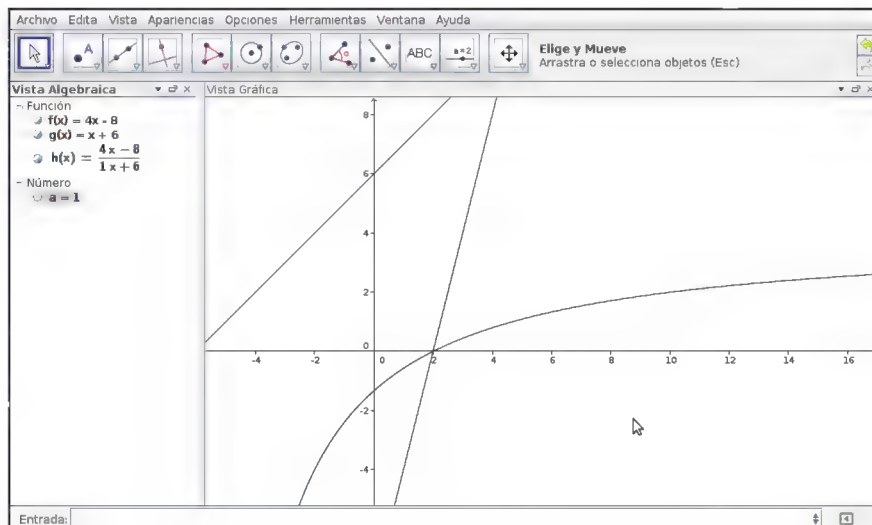 Archivo Edita Vista Apariencias Opciones Herramientas Ventana Ayuda
A
ABC
a=2
Elige y Mueve
Arrastra o selecciona objetos (Esc)
Vista Algebraica
Vista Gráfica
Función
f(x) = 4x - 8
g(x) = x + 6
h(x) = (4 x − 8) / (1 x + 6)
Número
a = 1
8
6
4
2
0
-2
-4
-4 -2 0 2 4 6 8 10 12 14 16
Entrada: